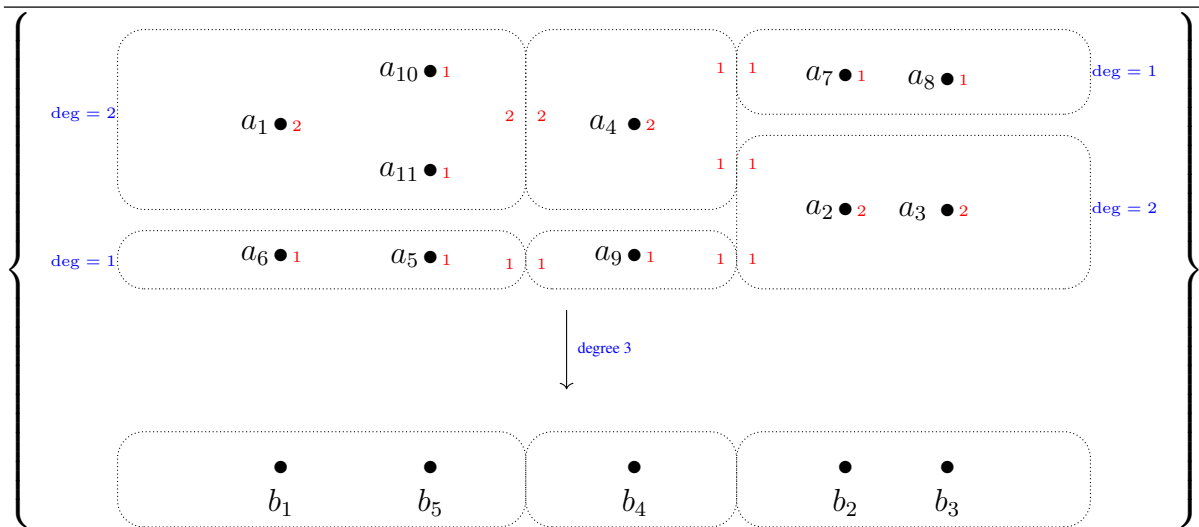 a₁₀ 1 1 1 a₇ 1 a₈ 1 deg = 1
deg = 2 a₁ 2 2 2 a₄ 2
a₁₁ 1 1 1
a₂ 2 a₃ 2 deg = 2
deg = 1 a₆ 1 a₅ 1 1 1 a₉ 1 1 1
degree 3
b₁ b₅ b₄ b₂ b₃